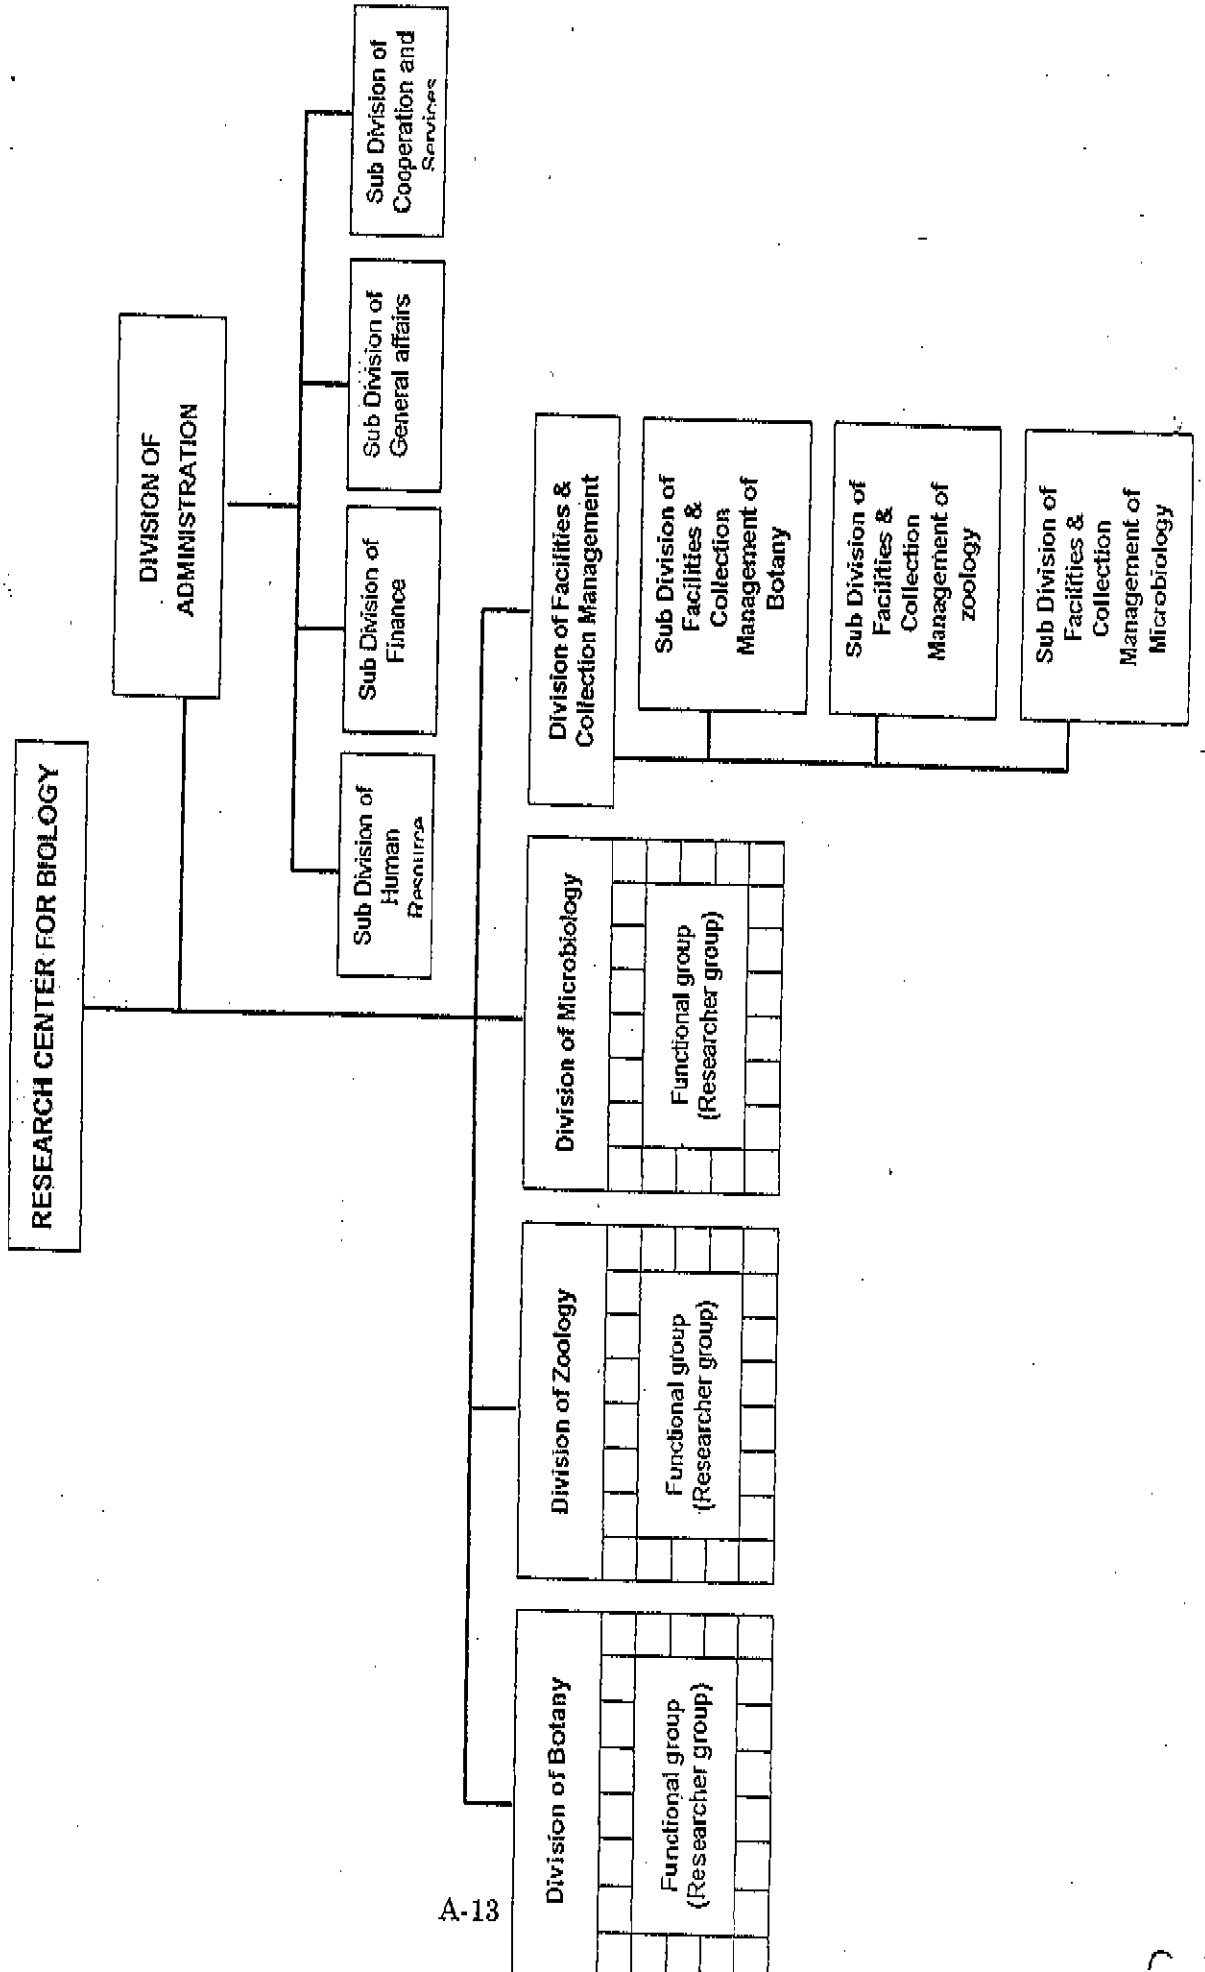 RESEARCH CENTER FOR BIOLOGY
DIVISION OF
ADMINISTRATION
Sub Division of
Human
Resource
Sub Division of
Finance
Sub Division of
General affairs
Sub Division of
Cooperation and
Services
Division of Botany
Functional group
(Researcher group)
Division of Zoology
Functional group
(Researcher group)
Division of Microbiology
Functional group
(Researcher group)
Division of Facilities &
Collection Management
Sub Division of
Facilities &
Collection
Management of
Botany
Sub Division of
Facilities &
Collection
Management of
zoology
Sub Division of
Facilities &
Collection
Management of
Microbiology
A-13